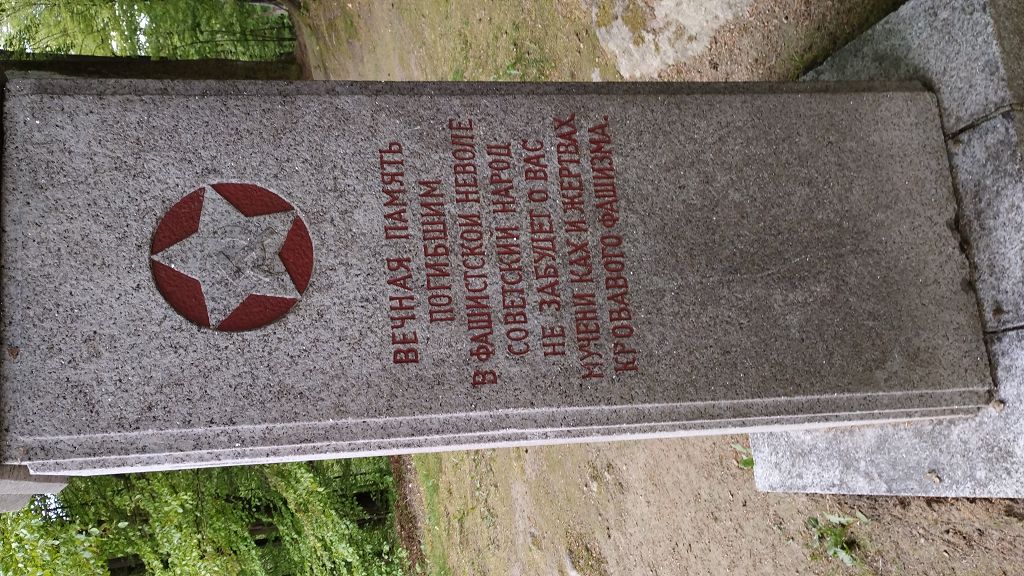 ВЕЧНАЯ ПАМЯТЬ
ПОГИБШИМ
В ФАШИСТСКОЙ НЕВОЛЕ
СОВЕТСКИЙ НАРОД
НЕ ЗАБУДЕТ О ВАС
МУЧЕНИКАХ И ЖЕРТВАХ
КРОВАВОГО ФАШИЗМА.